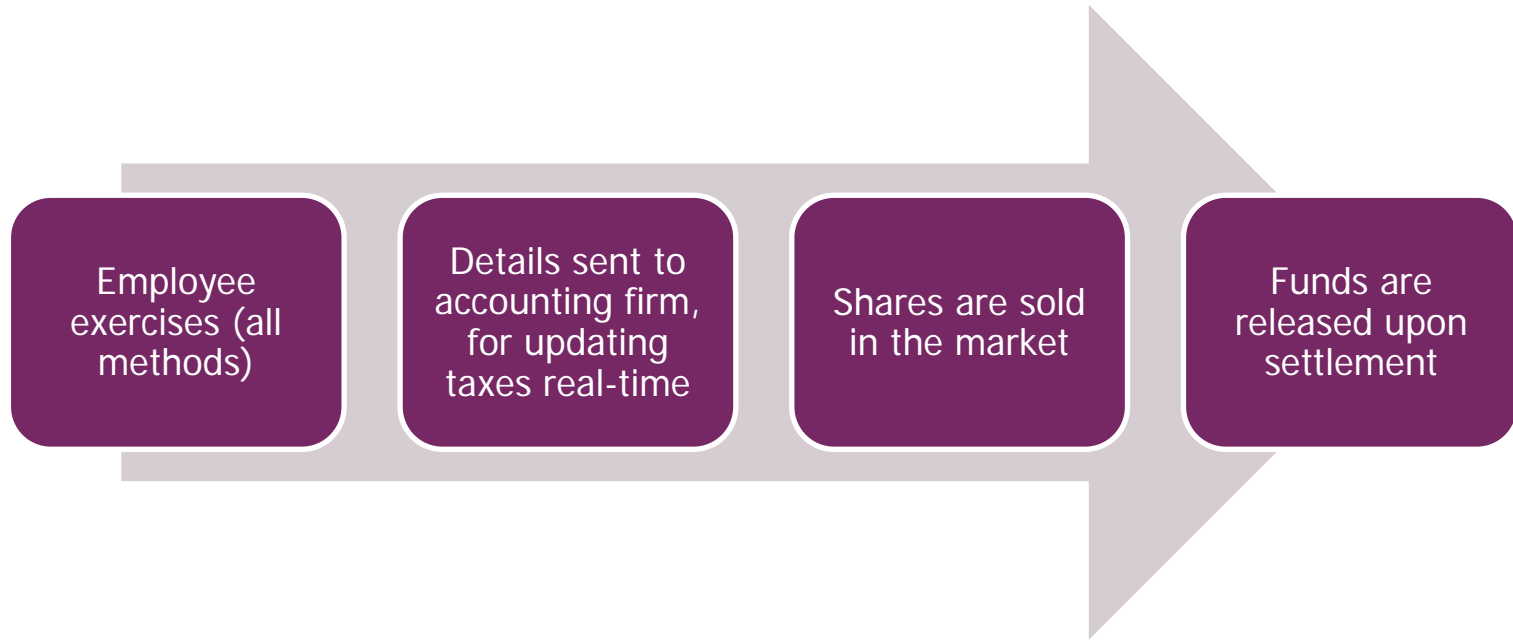 Employee
exercises (all
methods)
Details sent to
accounting firm,
for updating
taxes real-time
Shares are sold
in the market
Funds are
released upon
settlement